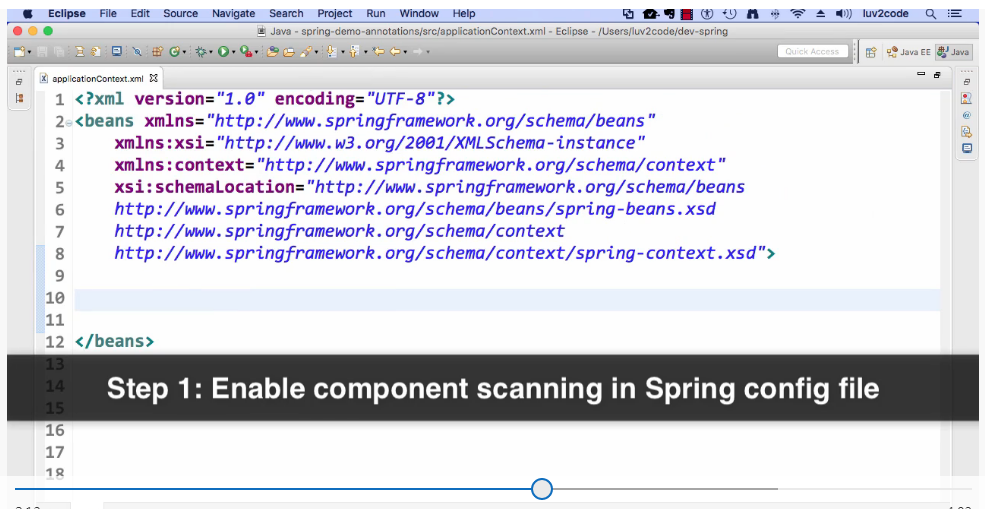 Eclipse File Edit Source Navigate Search Project Run Window Help luv2code
Java - spring-demo-annotations/src/applicationContext.xml - Eclipse - /Users/luv2code/dev-spring
Quick Access Java EE Java
applicationContext.xml
1 <?xml version="1.0" encoding="UTF-8"?>
2 <beans xmlns="http://www.springframework.org/schema/beans"
3 xmlns:xsi="http://www.w3.org/2001/XMLSchema-instance"
4 xmlns:context="http://www.springframework.org/schema/context"
5 xsi:schemaLocation="http://www.springframework.org/schema/beans
6 http://www.springframework.org/schema/beans/spring-beans.xsd
7 http://www.springframework.org/schema/context
8 http://www.springframework.org/schema/context/spring-context.xsd">
9
10
11
12 </beans>
13
14
Step 1: Enable component scanning in Spring config file
15
16
17
18